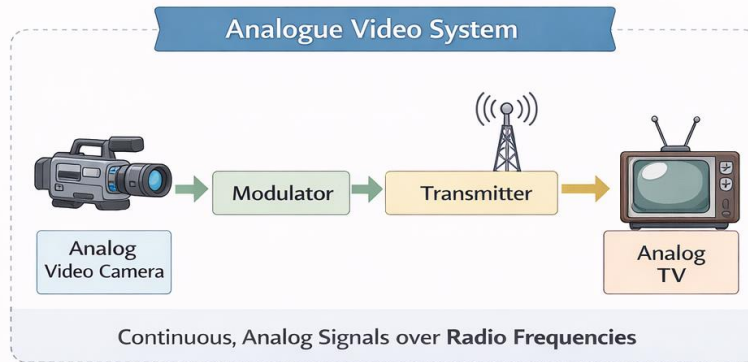 Analogue Video System
Modulator
Transmitter
Analog
Video Camera
Analog
TV
Continuous, Analog Signals over Radio Frequencies